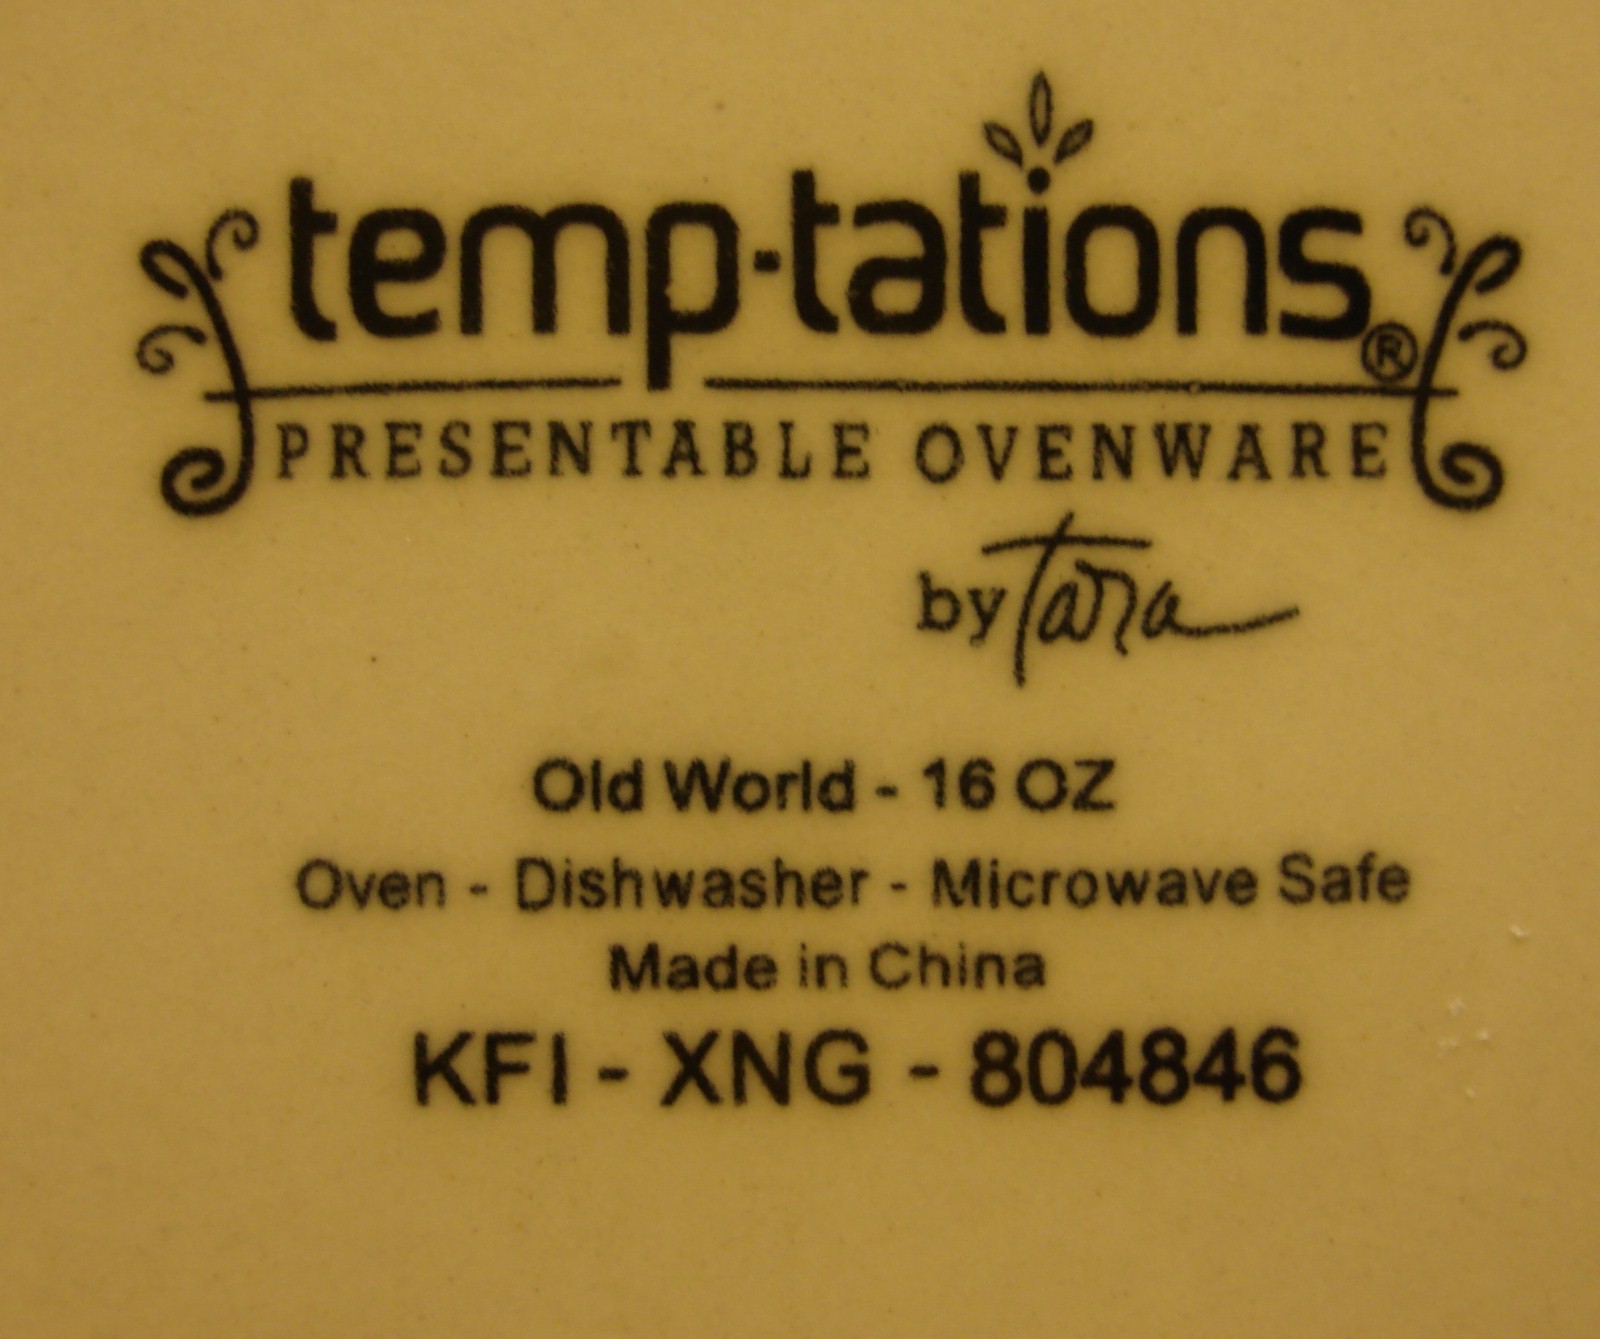 temp-tations®
PRESENTABLE OVENWARE
by Tara
Old World - 16 OZ
Oven - Dishwasher - Microwave Safe
Made in China
KFI - XNG - 804846